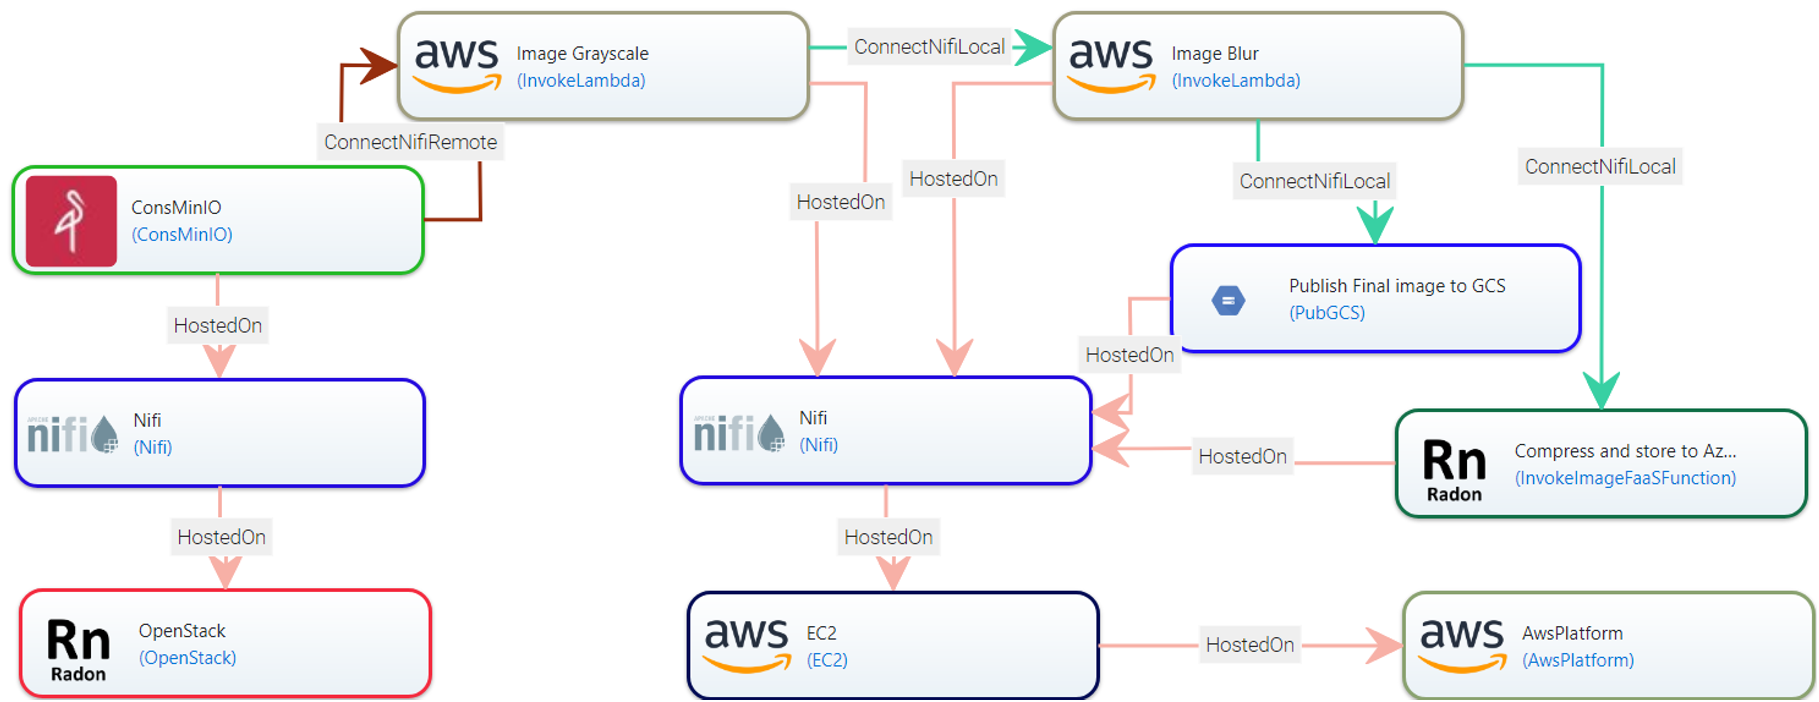 aws
Image Grayscale
(InvokeLambda)
ConnectNifiLocal
aws
Image Blur
(InvokeLambda)
ConnectNifiRemote
ConsMinIO
(ConsMinIO)
HostedOn
HostedOn
ConnectNifiLocal
ConnectNifiLocal
Publish Final image to GCS
(PubGCS)
HostedOn
HostedOn
APACHE
nifi
Nifi
(Nifi)
APACHE
nifi
Nifi
(Nifi)
HostedOn
Rn
Radon
Compress and store to Az...
(InvokeImageFaaSFunction)
HostedOn
HostedOn
Rn
Radon
OpenStack
(OpenStack)
aws
EC2
(EC2)
HostedOn
aws
AwsPlatform
(AwsPlatform)